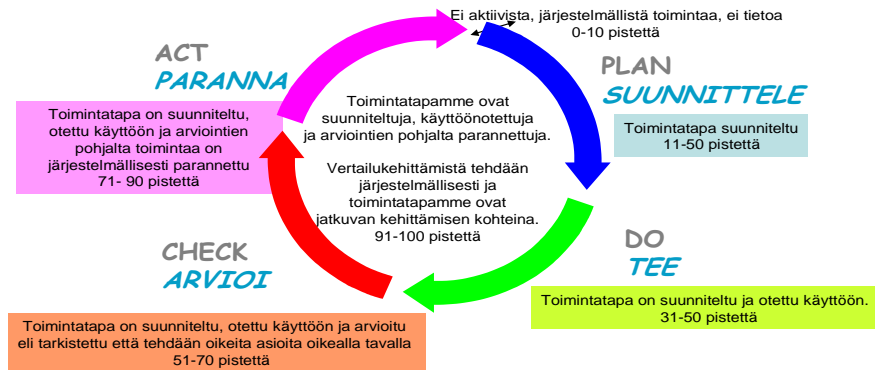 Ei aktiivista, järjestelmällistä toimintaa, ei tietoa
0-10 pistettä
PLAN
SUUNNITTELE
Toimintatapa suunniteltu
11-50 pistettä
DO
TEE
Toimintatapa on suunniteltu ja otettu käyttöön.
31-50 pistettä
CHECK
ARVIOI
Toimintatapa on suunniteltu, otettu käyttöön ja arvioitu
eli tarkistettu että tehdään oikeita asioita oikealla tavalla
51-70 pistettä
ACT
PARANNA
Toimintatapa on suunniteltu,
otettu käyttöön ja arviointien
pohjalta toimintaa on
järjestelmällisesti parannettu
71- 90 pistettä
Toimintatapamme ovat
suunniteltuja, käyttöönotettuja
ja arviointien pohjalta parannettuja.
Vertailukehittämistä tehdään
järjestelmällisesti ja
toimintatapamme ovat
jatkuvan kehittämisen kohteina.
91-100 pistettä